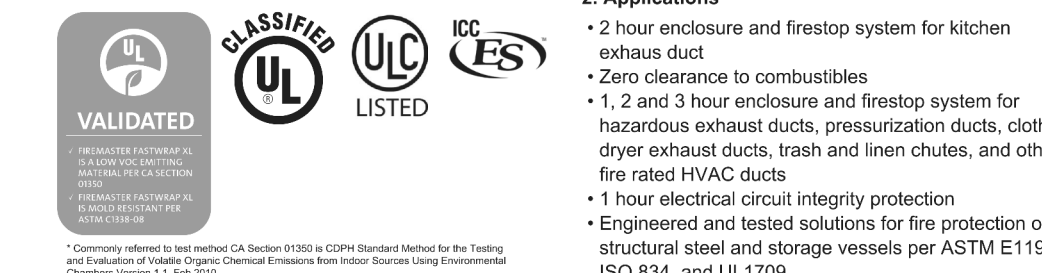 CLASSIFIED
UL
®
UL
ULC
LISTED
ICC
ES
™
VALIDATED
✓ FIREMASTER FASTWRAP XL
IS A LOW VOC EMITTING
MATERIAL PER CA SECTION
01350
✓ FIREMASTER FASTWRAP XL
IS MOLD RESISTANT PER
ASTM C1338-08
* Commonly referred to test method CA Section 01350 is CDPH Standard Method for the Testing
and Evaluation of Volatile Organic Chemical Emissions from Indoor Sources Using Environmental
Chambers Version 1.1, Feb 2010
2. Applications
• 2 hour enclosure and firestop system for kitchen
exhaus duct
• Zero clearance to combustibles
• 1, 2 and 3 hour enclosure and firestop system for
hazardous exhaust ducts, pressurization ducts, cloth
dryer exhaust ducts, trash and linen chutes, and oth
fire rated HVAC ducts
• 1 hour electrical circuit integrity protection
• Engineered and tested solutions for fire protection o
structural steel and storage vessels per ASTM E119
ISO 834, and UL1709